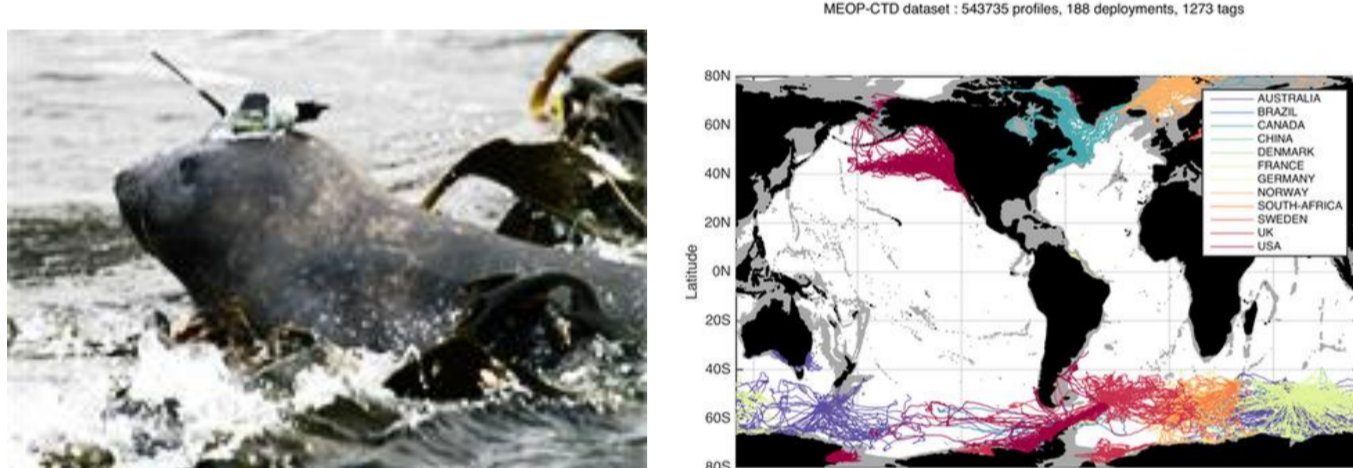 MEOP-CTD dataset : 543735 profiles, 188 deployments, 1273 tags
80N
60N
40N
20N
0N
20S
40S
60S
80S
Latitude
AUSTRALIA
BRAZIL
CANADA
CHINA
DENMARK
FRANCE
GERMANY
NORWAY
SOUTH-AFRICA
SWEDEN
UK
USA